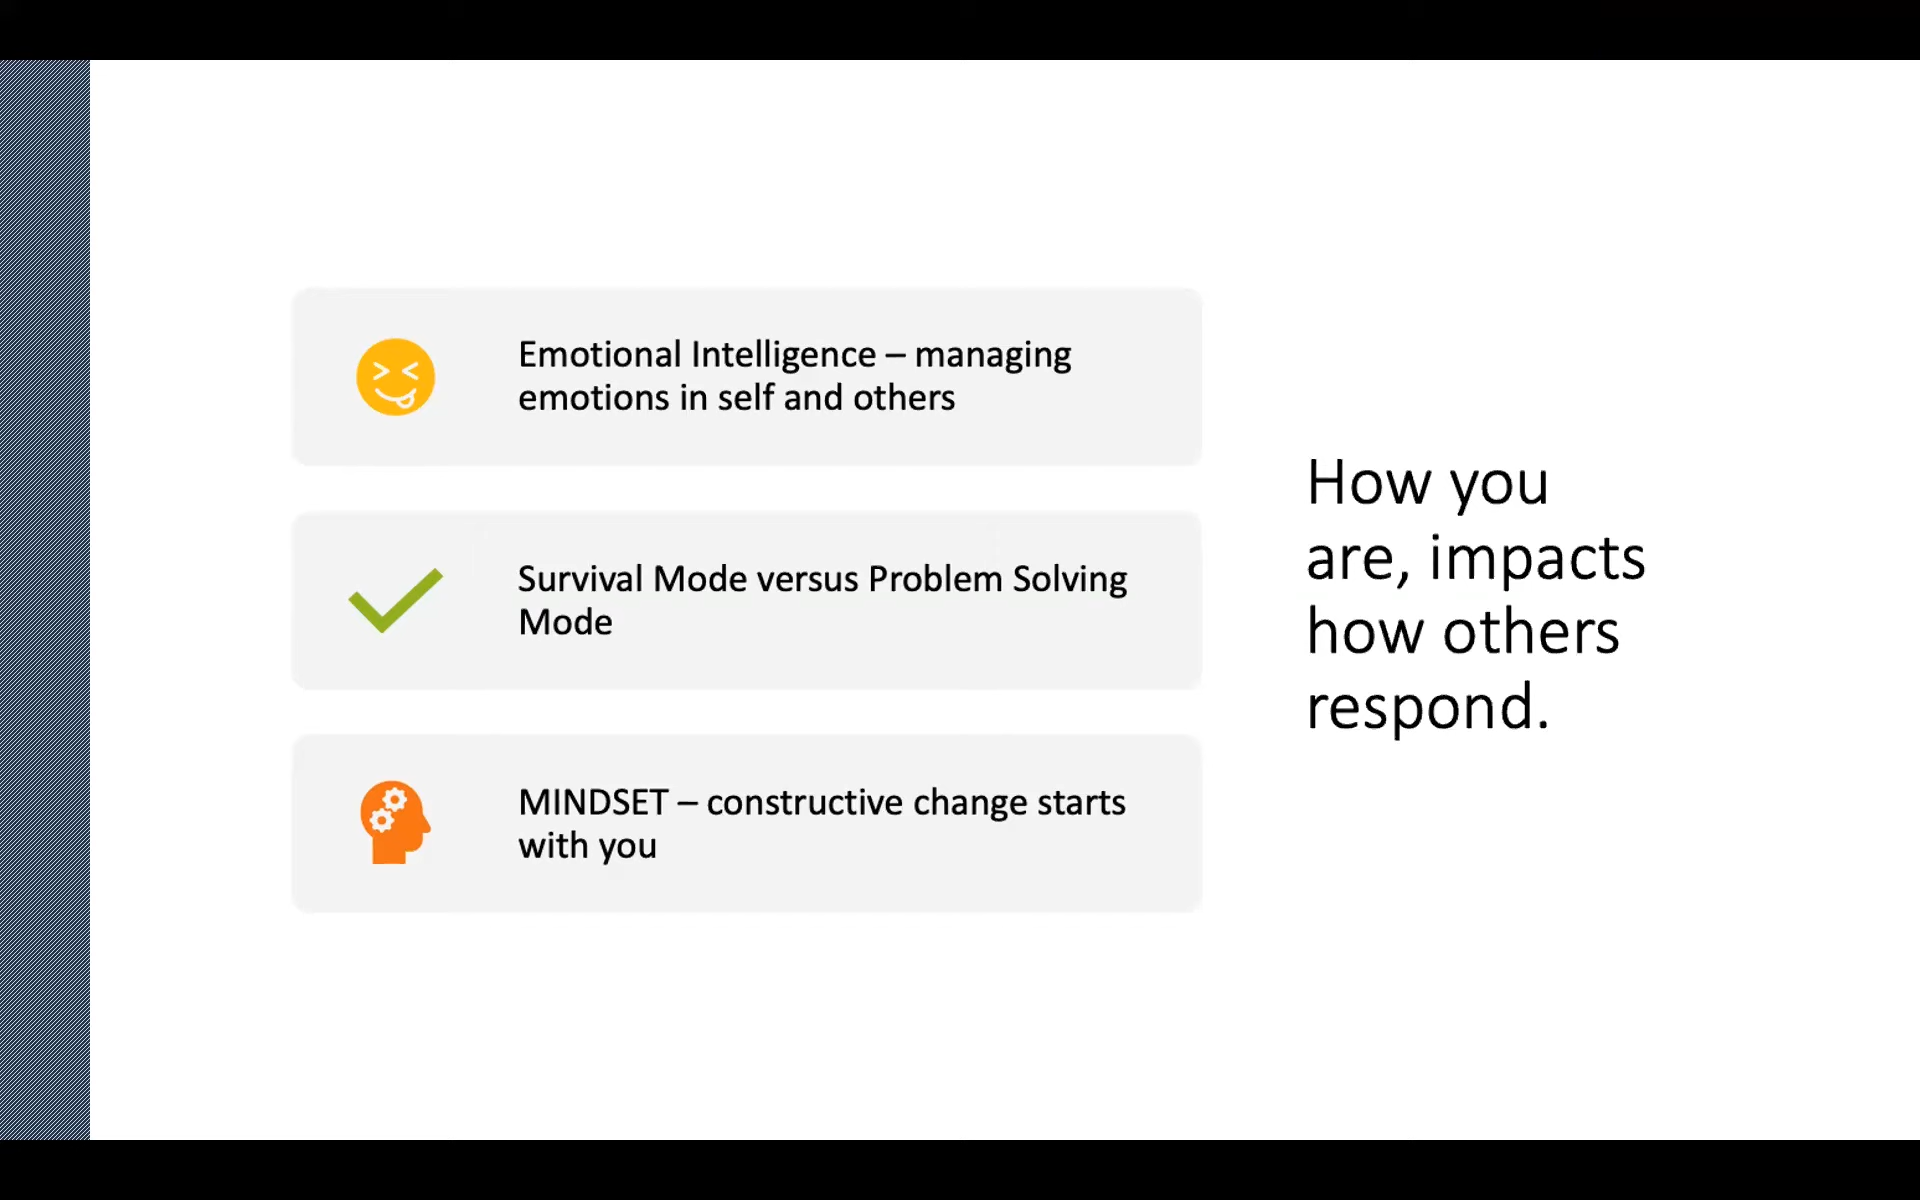 Emotional Intelligence – managing
emotions in self and others
Survival Mode versus Problem Solving
Mode
MINDSET – constructive change starts
with you
How you
are, impacts
how others
respond.